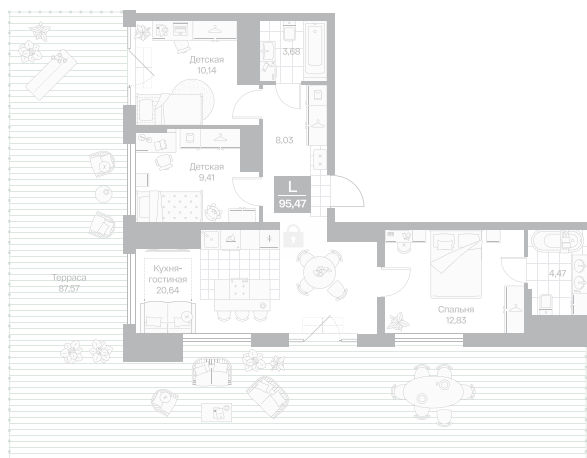 Детская
10,14
3,68
8,03
Детская
9,41
L
95,47
Терраса
87,57
Кухня-
гостиная
20,64
4,47
Спальня
12,83